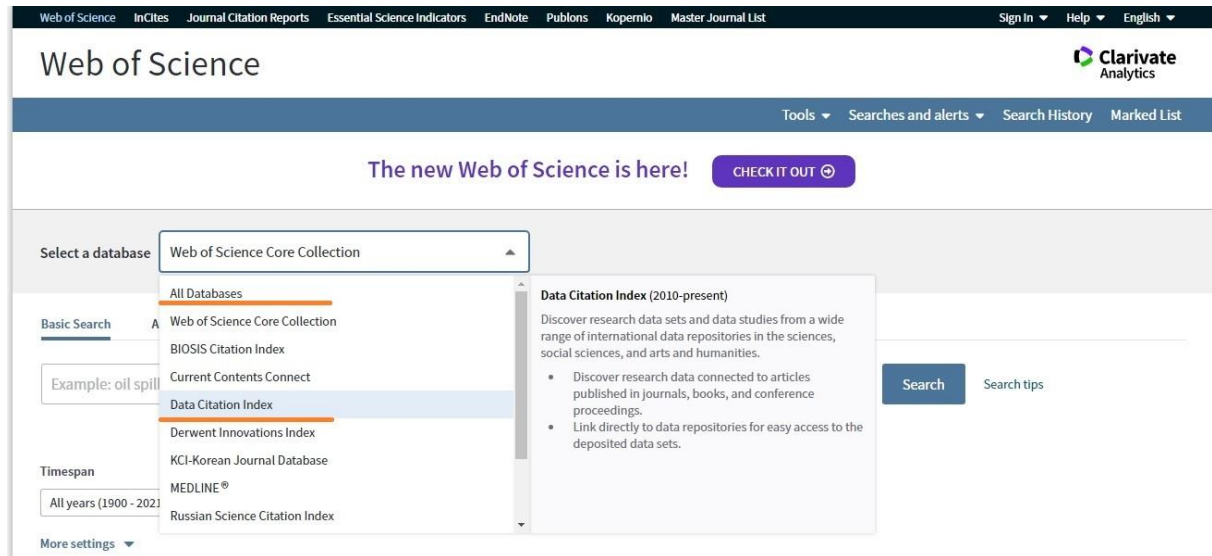 Web of Science InCites Journal Citation Reports Essential Science Indicators EndNote Publons Kopernio Master Journal List Sign In Help English
Web of Science
Clarivate
Analytics
Tools Searches and alerts Search History Marked List
The new Web of Science is here! CHECK IT OUT
Select a database Web of Science Core Collection
All Databases
Web of Science Core Collection
BIOSIS Citation Index
Current Contents Connect
Data Citation Index
Derwent Innovations Index
KCI-Korean Journal Database
MEDLINE®
Russian Science Citation Index
Data Citation Index (2010-present)
Discover research data sets and data studies from a wide
range of international data repositories in the sciences,
social sciences, and arts and humanities.
• Discover research data connected to articles
published in journals, books, and conference
proceedings.
• Link directly to data repositories for easy access to the
deposited data sets.
Basic Search A
Example: oil spill
Search Search tips
Timespan
All years (1900 - 2021
More settings